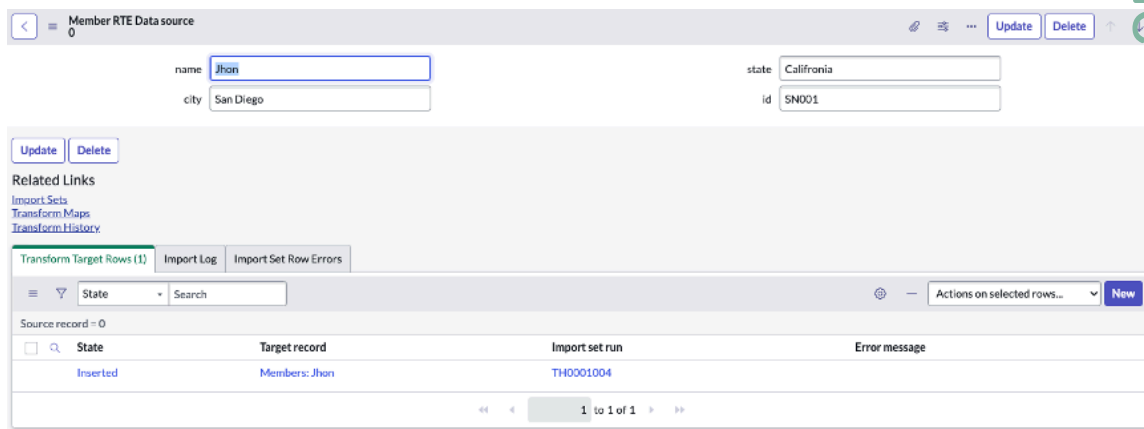 Member RTE Data source
0
... Update Delete
name Jhon state Califronia
city San Diego id SN001
Update Delete
Related Links
Import Sets
Transform Maps
Transform History
Transform Target Rows (1) Import Log Import Set Row Errors
State Search Actions on selected rows... New
Source record = 0
State Target record Import set run Error message
Inserted Members: Jhon TH0001004
1 to 1 of 1